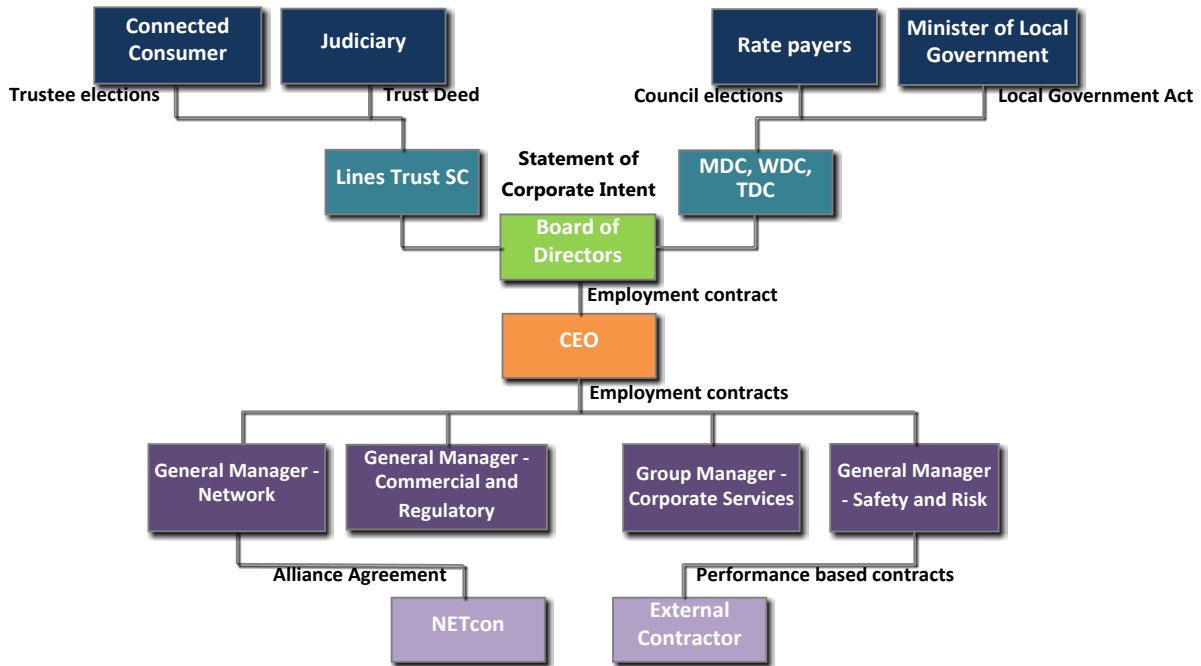 Connected
Consumer
Judiciary
Rate payers
Minister of Local
Government
Trustee elections
Trust Deed
Council elections
Local Government Act
Lines Trust SC
Statement of
Corporate Intent
MDC, WDC,
TDC
Board of
Directors
Employment contract
CEO
Employment contracts
General Manager -
Network
General Manager -
Commercial and
Regulatory
Group Manager -
Corporate Services
General Manager
- Safety and Risk
Alliance Agreement
Performance based contracts
NETcon
External
Contractor